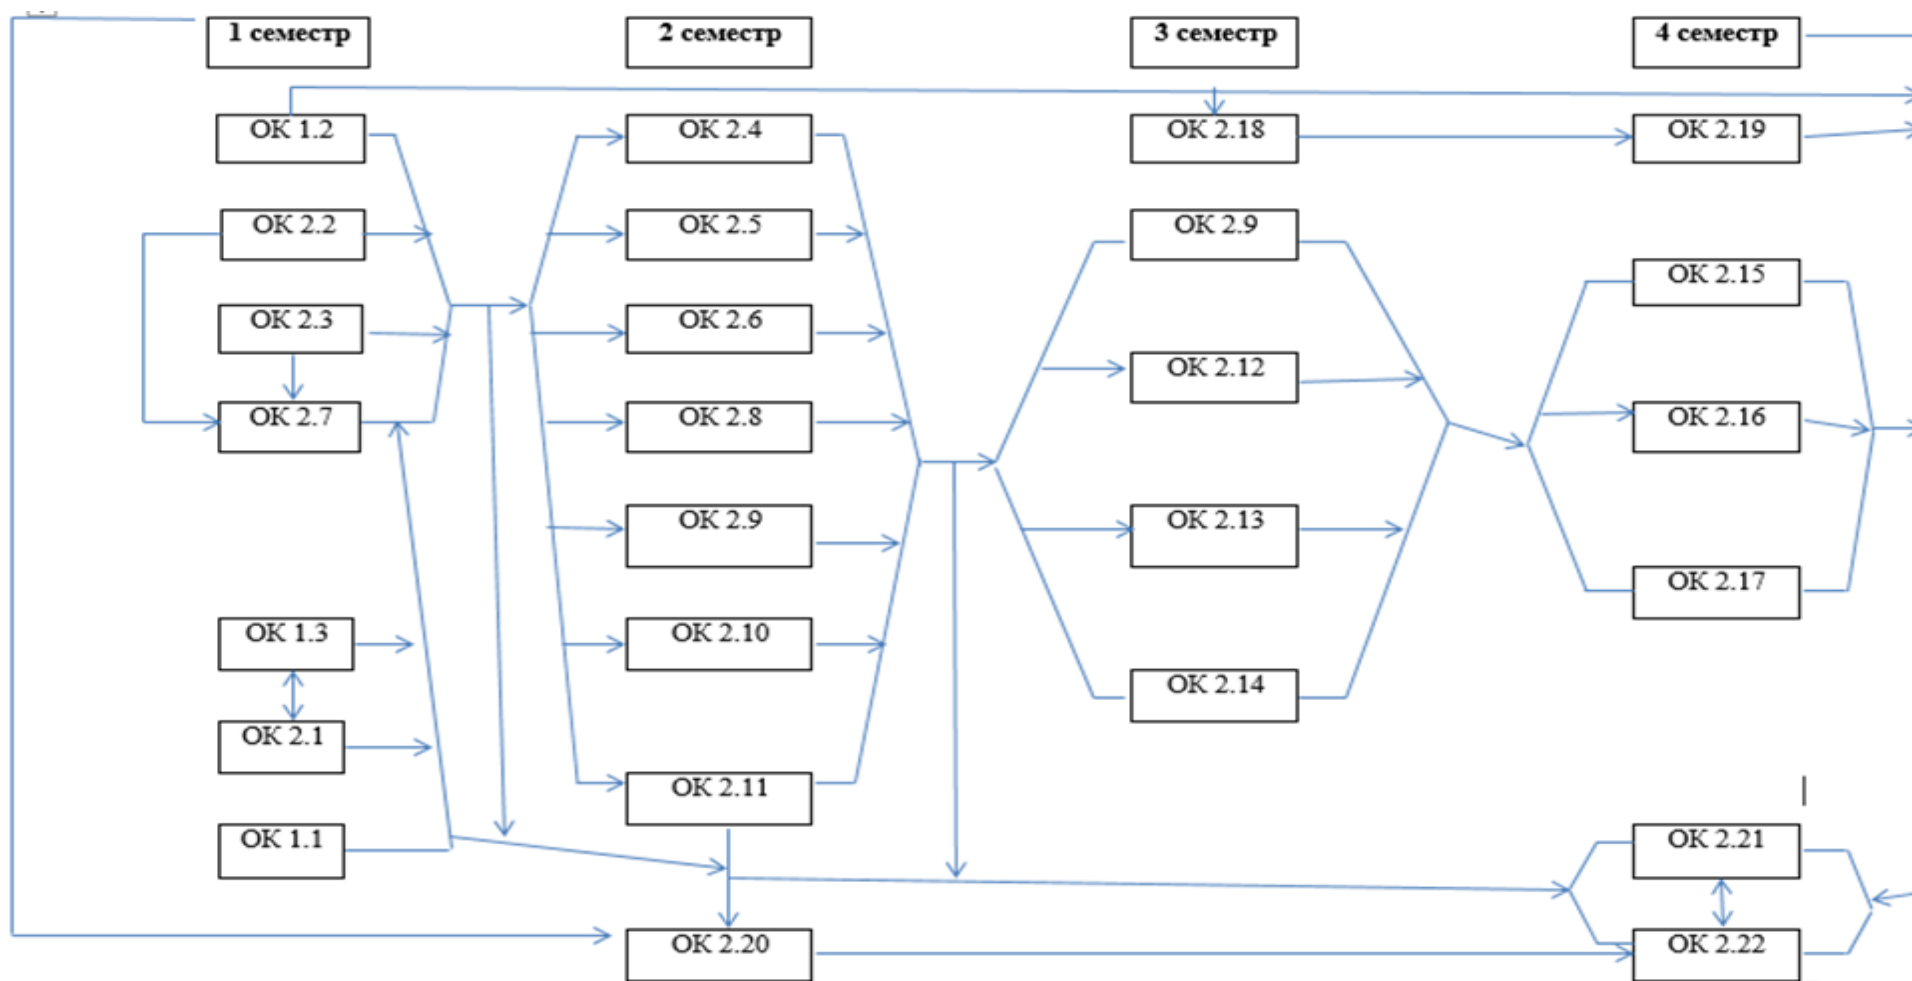 1 семестр
2 семестр
3 семестр
4 семестр
ОК 1.2
ОК 2.4
ОК 2.18
ОК 2.19
ОК 2.2
ОК 2.5
ОК 2.9
ОК 2.15
ОК 2.3
ОК 2.6
ОК 2.12
ОК 2.7
ОК 2.8
ОК 2.16
ОК 2.9
ОК 2.13
ОК 2.17
ОК 1.3
ОК 2.10
ОК 2.14
ОК 2.1
ОК 2.11
ОК 1.1
ОК 2.21
ОК 2.20
ОК 2.22